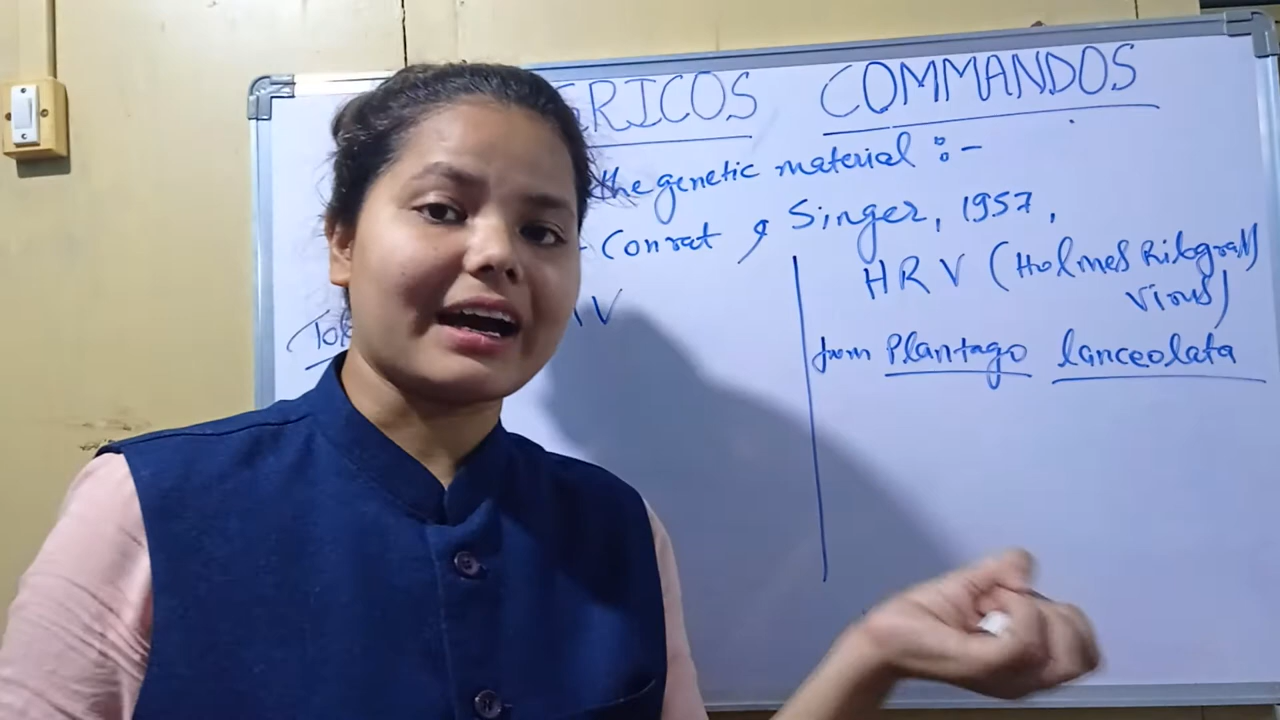 COMMANDOS
the genetic material :-
- Conrat & Singer, 1957,
HRV (Holmes Ribgrass
virus)
from Plantago lanceolata